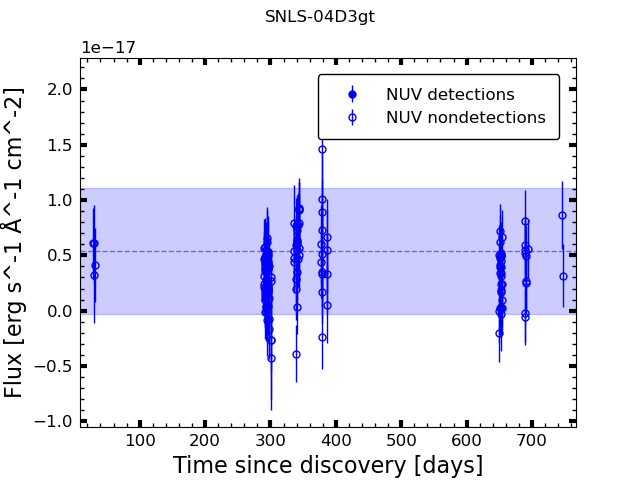 SNLS-04D3gt
1e−17
NUV detections
NUV nondetections
2.0
1.5
1.0
0.5
0.0
−0.5
−1.0
Flux [erg s^-1 Å^-1 cm^-2]
100 200 300 400 500 600 700
Time since discovery [days]